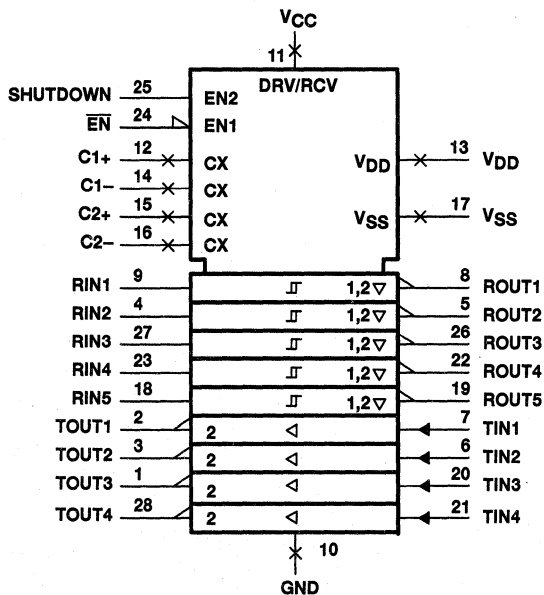 VCC
11
DRV/RCV
SHUTDOWN 25 EN2
EN 24 EN1
C1+ 12 CX VDD 13 VDD
C1− 14 CX
C2+ 15 CX VSS 17 VSS
C2− 16 CX
RIN1 9 1,2 8 ROUT1
RIN2 4 1,2 5 ROUT2
RIN3 27 1,2 26 ROUT3
RIN4 23 1,2 22 ROUT4
RIN5 18 1,2 19 ROUT5
TOUT1 2 2 7 TIN1
TOUT2 3 2 6 TIN2
TOUT3 1 2 20 TIN3
TOUT4 28 2 21 TIN4
10
GND